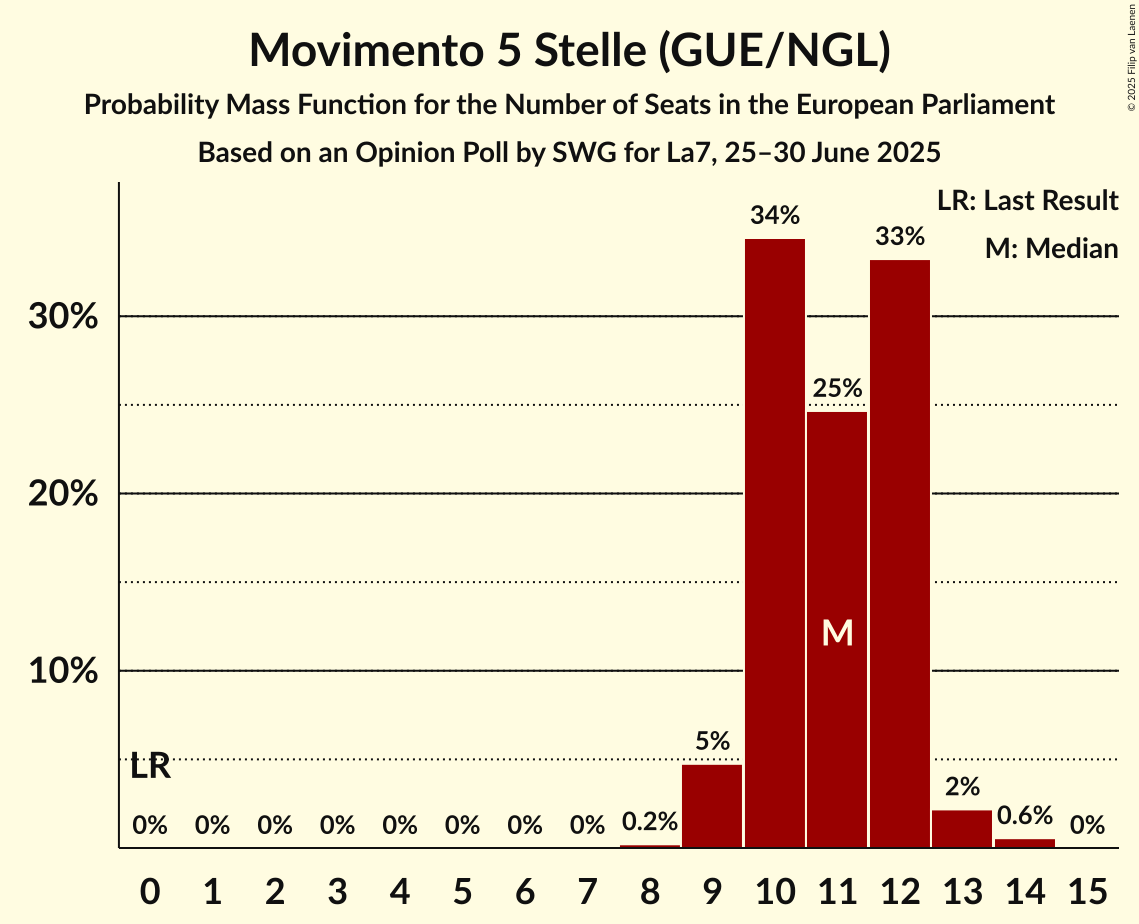 Movimento 5 Stelle (GUE/NGL)
Probability Mass Function for the Number of Seats in the European Parliament
Based on an Opinion Poll by SWG for La7, 25–30 June 2025
© 2025 Filip van Laenen
LR: Last Result
M: Median
34%
33%
30%
25%
20%
M
10%
5%
LR
2%
0% 0% 0% 0% 0% 0% 0% 0% 0.2% 0.6% 0%
0 1 2 3 4 5 6 7 8 9 10 11 12 13 14 15